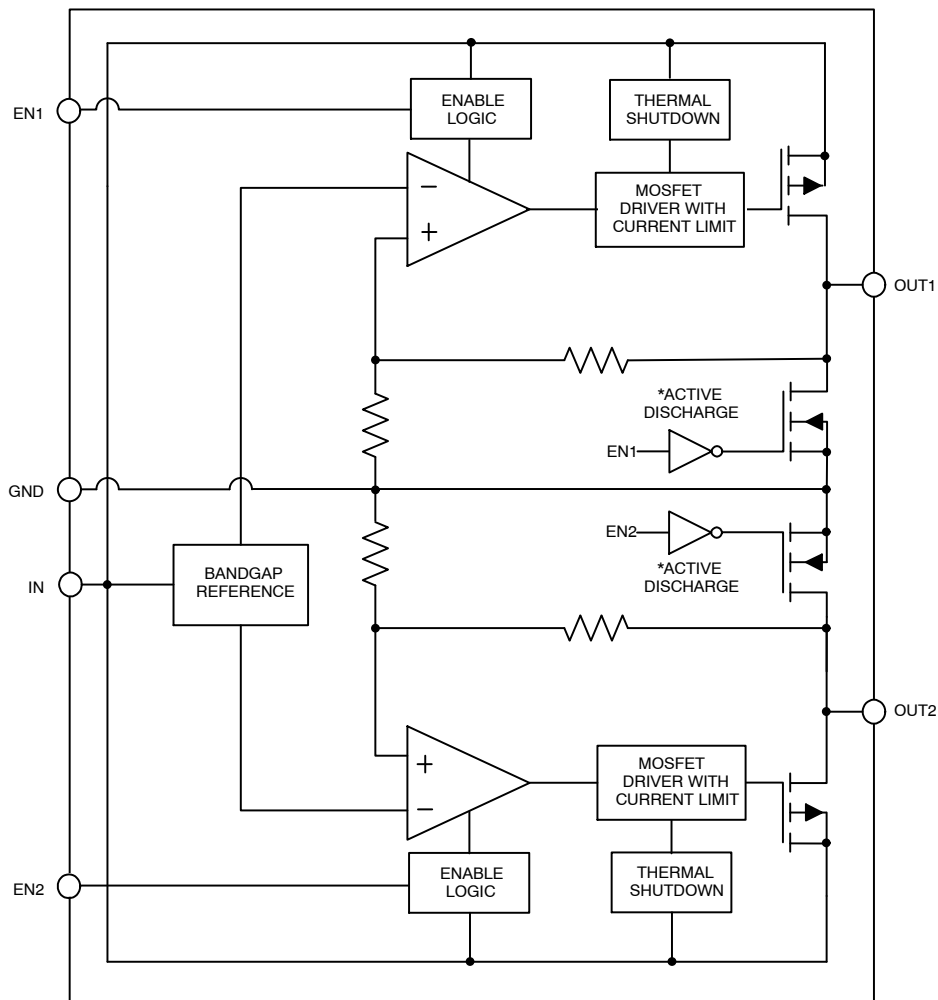 EN1
ENABLE
LOGIC
THERMAL
SHUTDOWN
−
+
MOSFET
DRIVER WITH
CURRENT LIMIT
OUT1
*ACTIVE
DISCHARGE
EN1
GND
EN2
*ACTIVE
DISCHARGE
IN
BANDGAP
REFERENCE
OUT2
+
−
MOSFET
DRIVER WITH
CURRENT LIMIT
EN2
ENABLE
LOGIC
THERMAL
SHUTDOWN